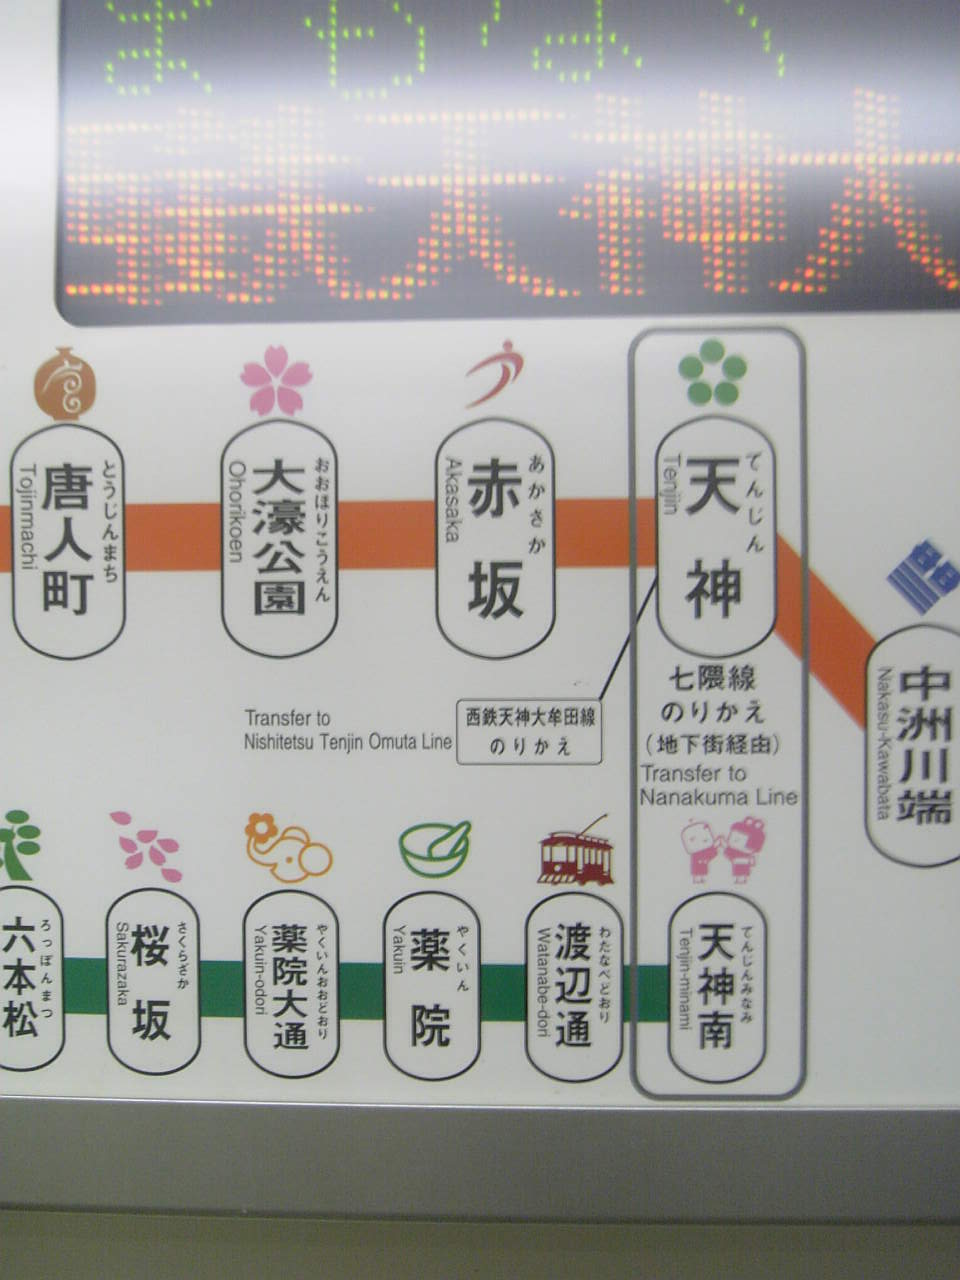 鉄天神大
とうじんまち
唐人町
Tojinmachi
おおほりこうえん
大濠公園
Ohorikoen
あかさか
赤坂
Akasaka
てんじん
天神
Tenjin
中洲川端
Nakasu-Kawabata
七隈線
のりかえ
(地下街経由)
Transfer to
Nanakuma Line
Transfer to
Nishitetsu Tenjin Omuta Line
西鉄天神大牟田線
のりかえ
ろっぽんまつ
六本松
さくらざか
桜坂
Sakurazaka
やくいんおおどおり
薬院大通
Yakuin-odori
やくいん
薬院
Yakuin
わたなべどおり
渡辺通
Watanabe-dori
てんじんみなみ
天神南
Tenjin-minami